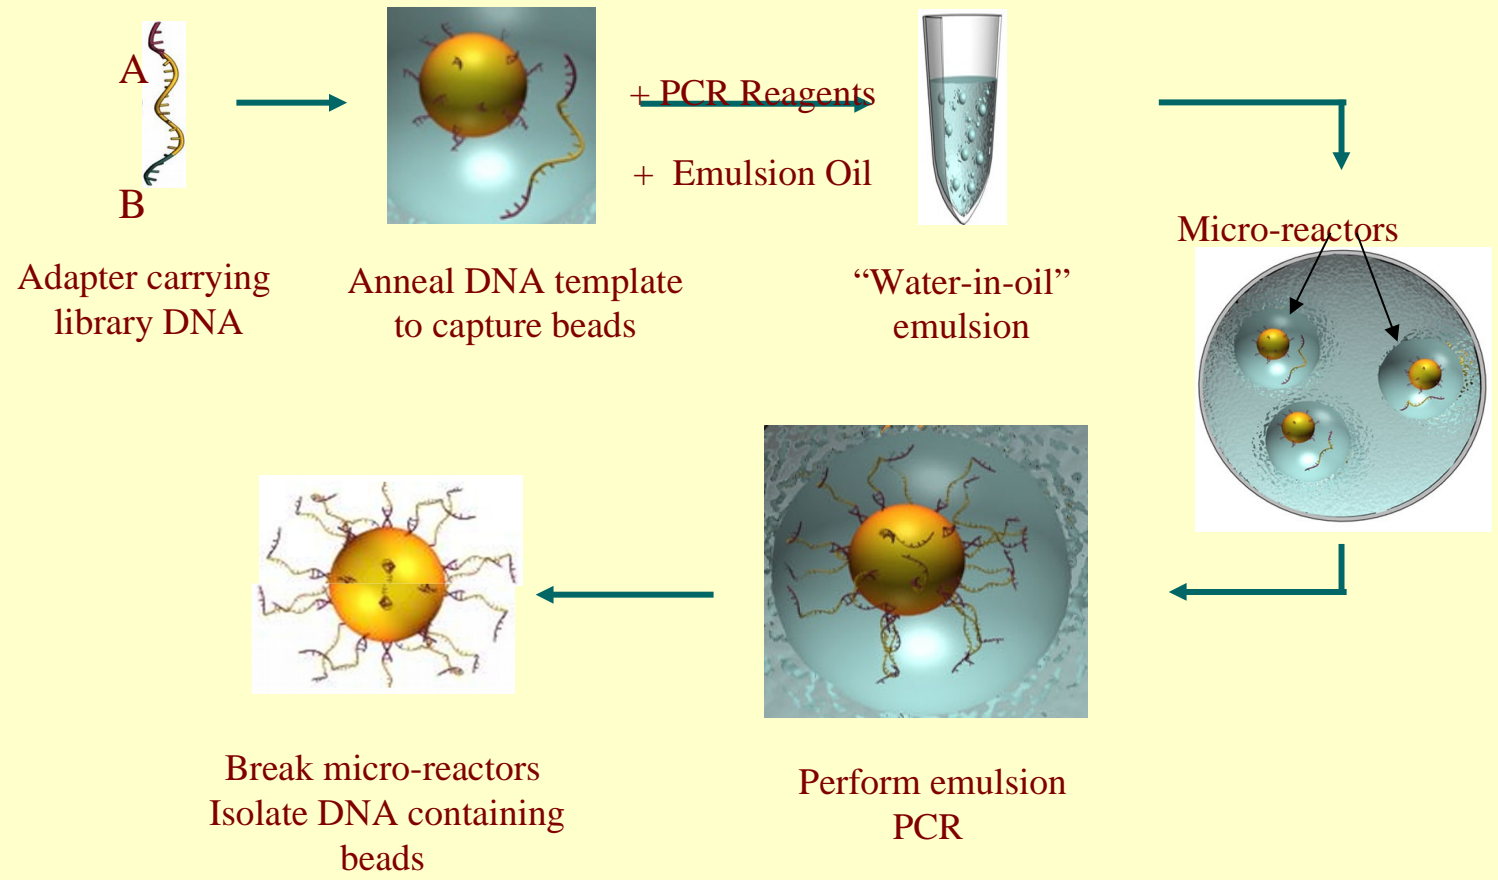 A
B
Adapter carrying
library DNA
Anneal DNA template
to capture beads
+ PCR Reagents
+ Emulsion Oil
“Water-in-oil”
emulsion
Micro-reactors
Perform emulsion
PCR
Break micro-reactors
Isolate DNA containing
beads